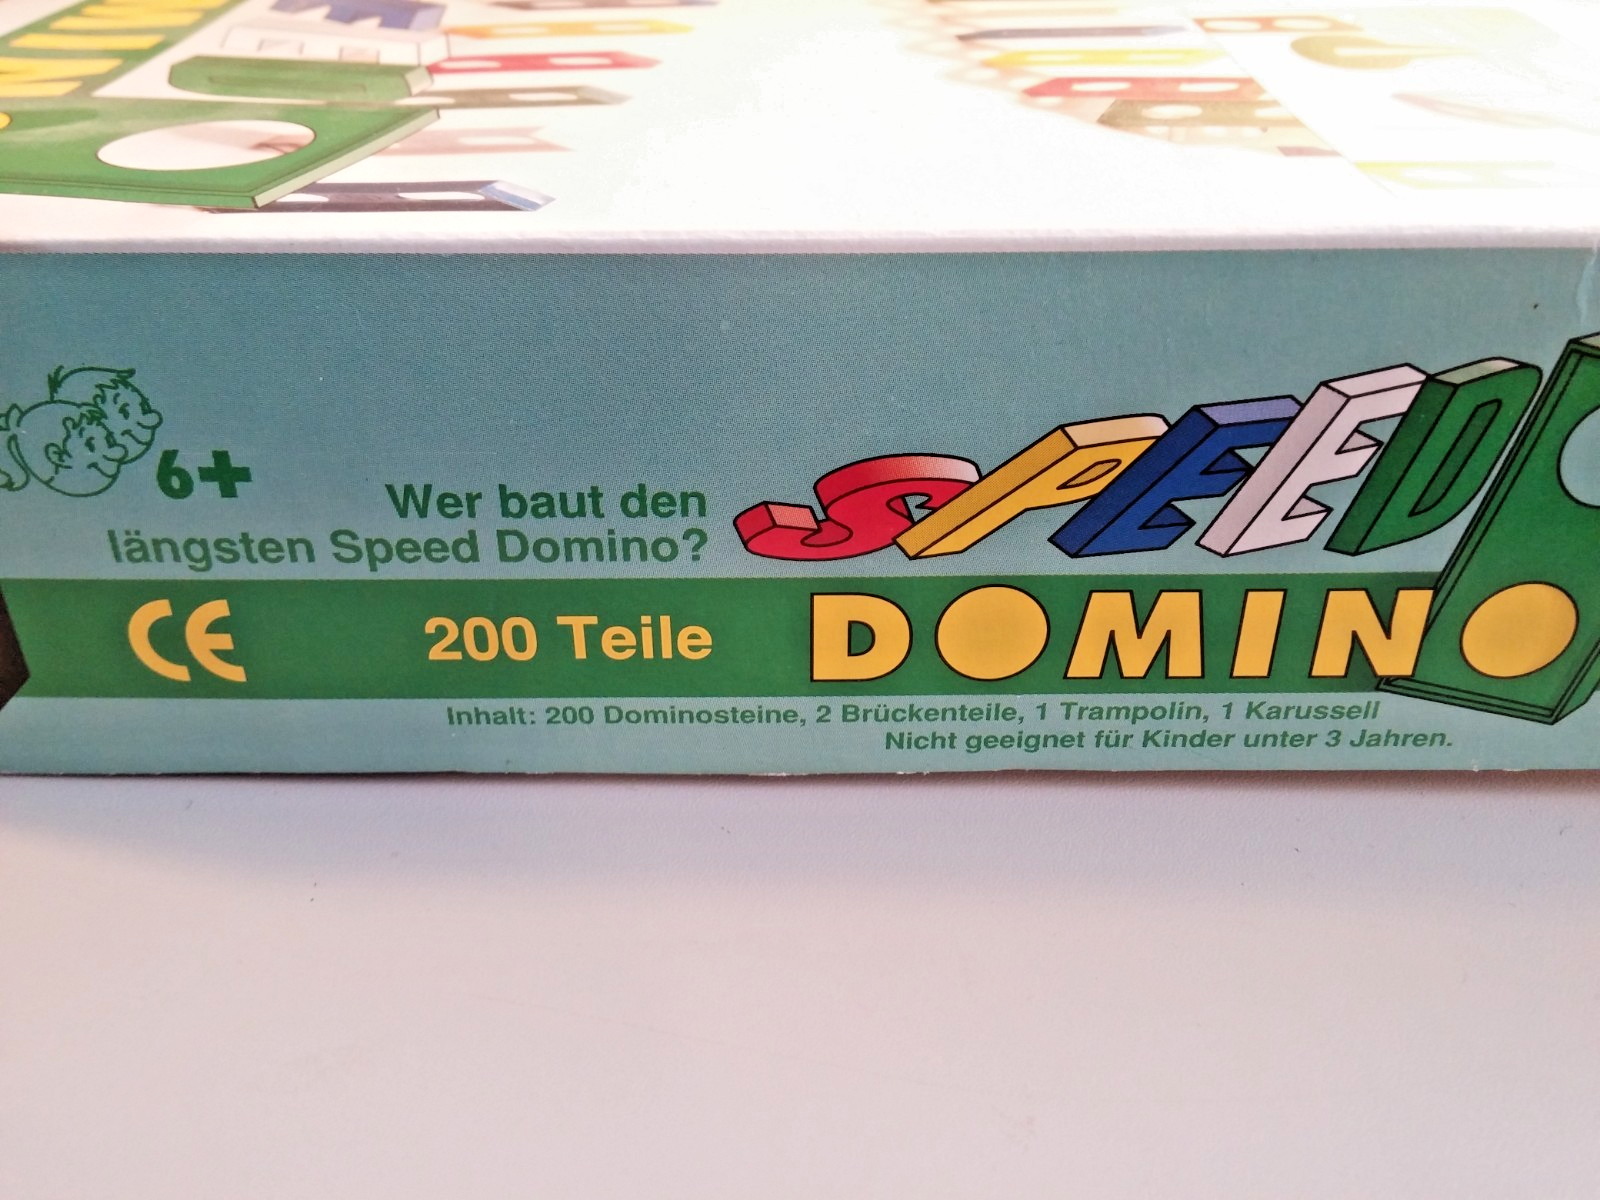 6+
Wer baut den
längsten Speed Domino?
SPEED
CE
200 Teile
DOMINO
Inhalt: 200 Dominosteine, 2 Brückenteile, 1 Trampolin, 1 Karussell
Nicht geeignet für Kinder unter 3 Jahren.